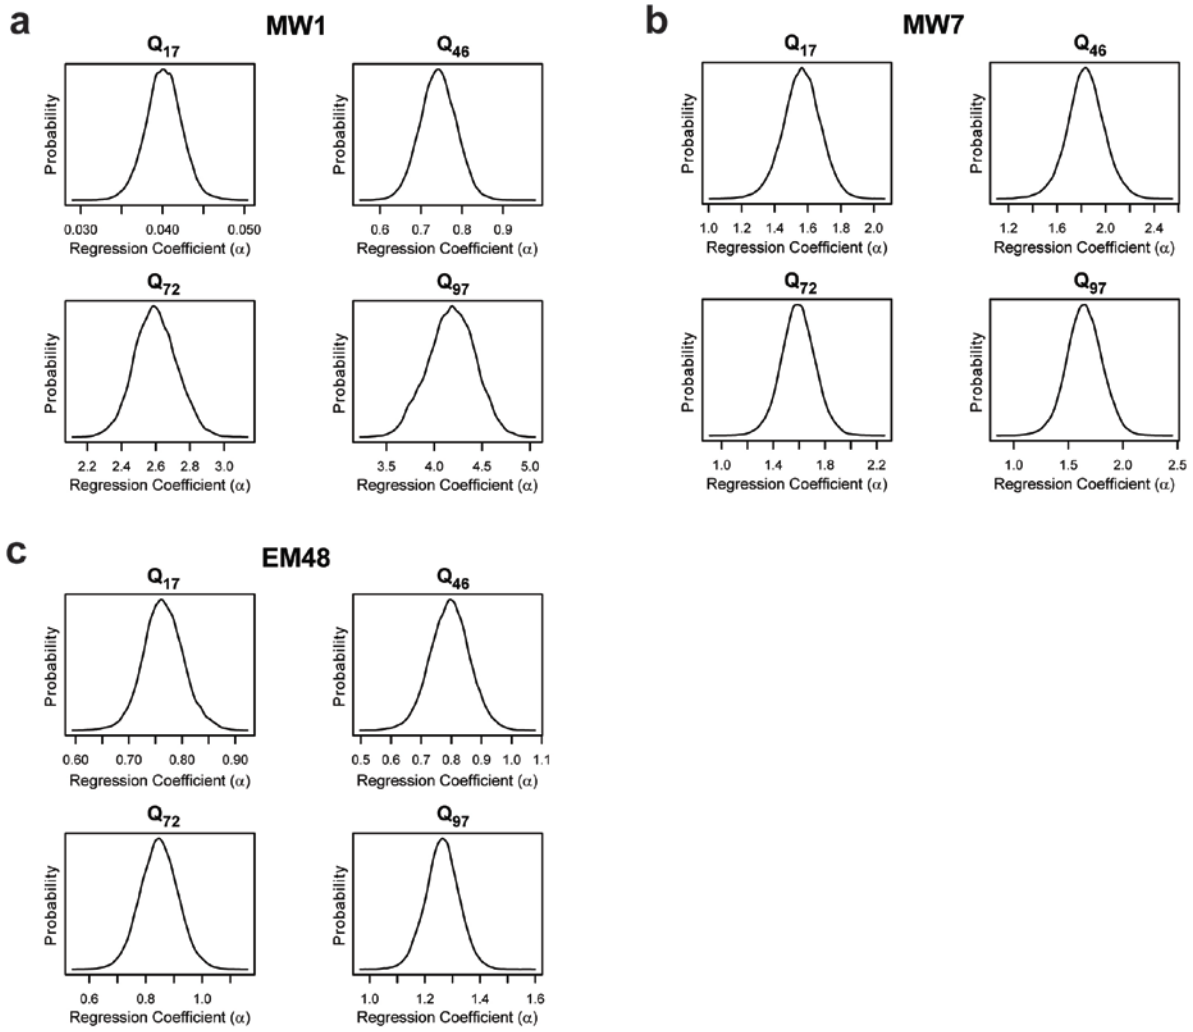 a
MW1
Q17
Probability
0.030 0.040 0.050
Regression Coefficient (α)
Q46
Probability
0.6 0.7 0.8 0.9
Regression Coefficient (α)
Q72
Probability
2.2 2.4 2.6 2.8 3.0
Regression Coefficient (α)
Q97
Probability
3.5 4.0 4.5 5.0
Regression Coefficient (α)
b
MW7
Q17
Probability
1.0 1.2 1.4 1.6 1.8 2.0
Regression Coefficient (α)
Q46
Probability
1.2 1.6 2.0 2.4
Regression Coefficient (α)
Q72
Probability
1.0 1.4 1.8 2.2
Regression Coefficient (α)
Q97
Probability
1.0 1.5 2.0 2.5
Regression Coefficient (α)
c
EM48
Q17
Probability
0.60 0.70 0.80 0.90
Regression Coefficient (α)
Q46
Probability
0.5 0.6 0.7 0.8 0.9 1.0 1.1
Regression Coefficient (α)
Q72
Probability
0.6 0.8 1.0
Regression Coefficient (α)
Q97
Probability
1.0 1.2 1.4 1.6
Regression Coefficient (α)